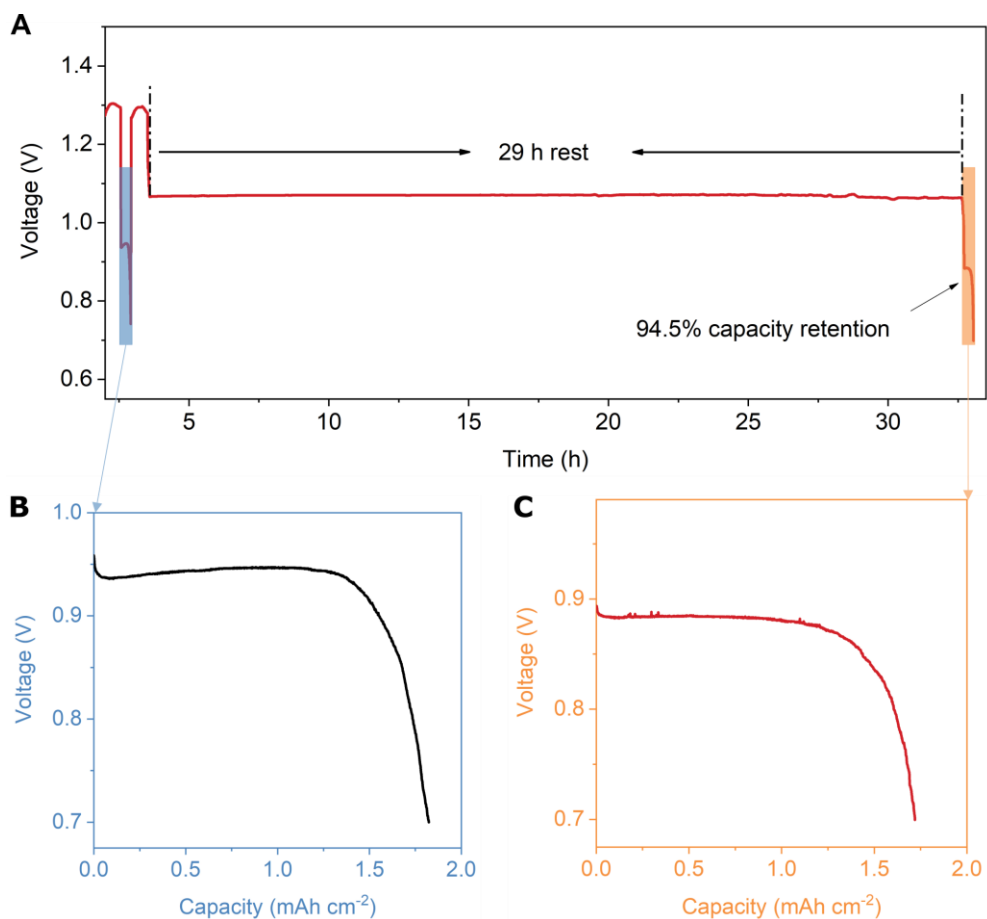 A
Voltage (V)
1.4
1.2
1.0
0.8
0.6
29 h rest
94.5% capacity retention
5
10
15
20
25
30
Time (h)
B
Voltage (V)
1.0
0.9
0.8
0.7
0.0
0.5
1.0
1.5
2.0
Capacity (mAh cm⁻²)
C
Voltage (V)
0.9
0.8
0.7
0.0
0.5
1.0
1.5
2.0
Capacity (mAh cm⁻²)